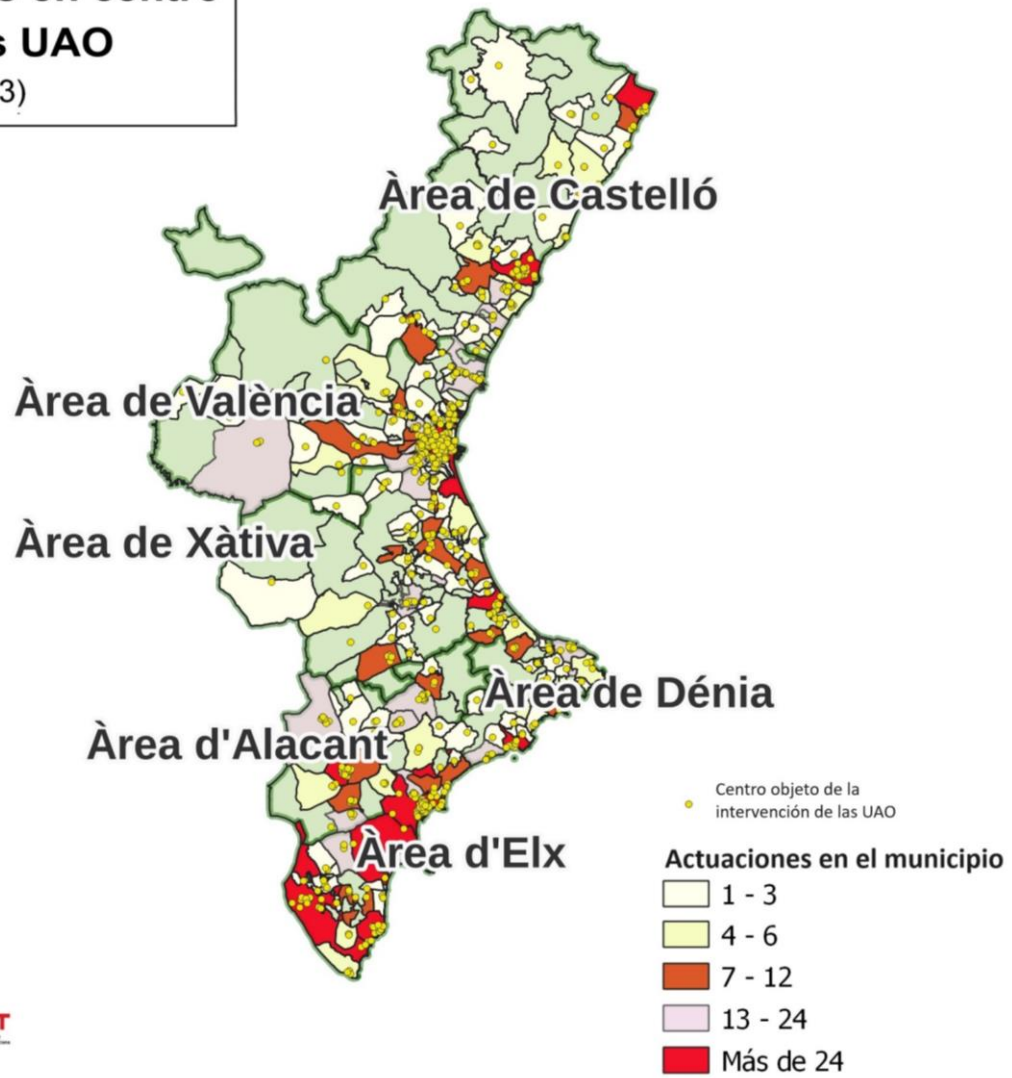 s UAO
3)
Àrea de Castelló
Àrea de València
Àrea de Xàtiva
Àrea de Dénia
Àrea d'Alacant
Àrea d'Elx
Centro objeto de la
intervención de las UAO
Actuaciones en el municipio
1 - 3
4 - 6
7 - 12
13 - 24
Más de 24
T